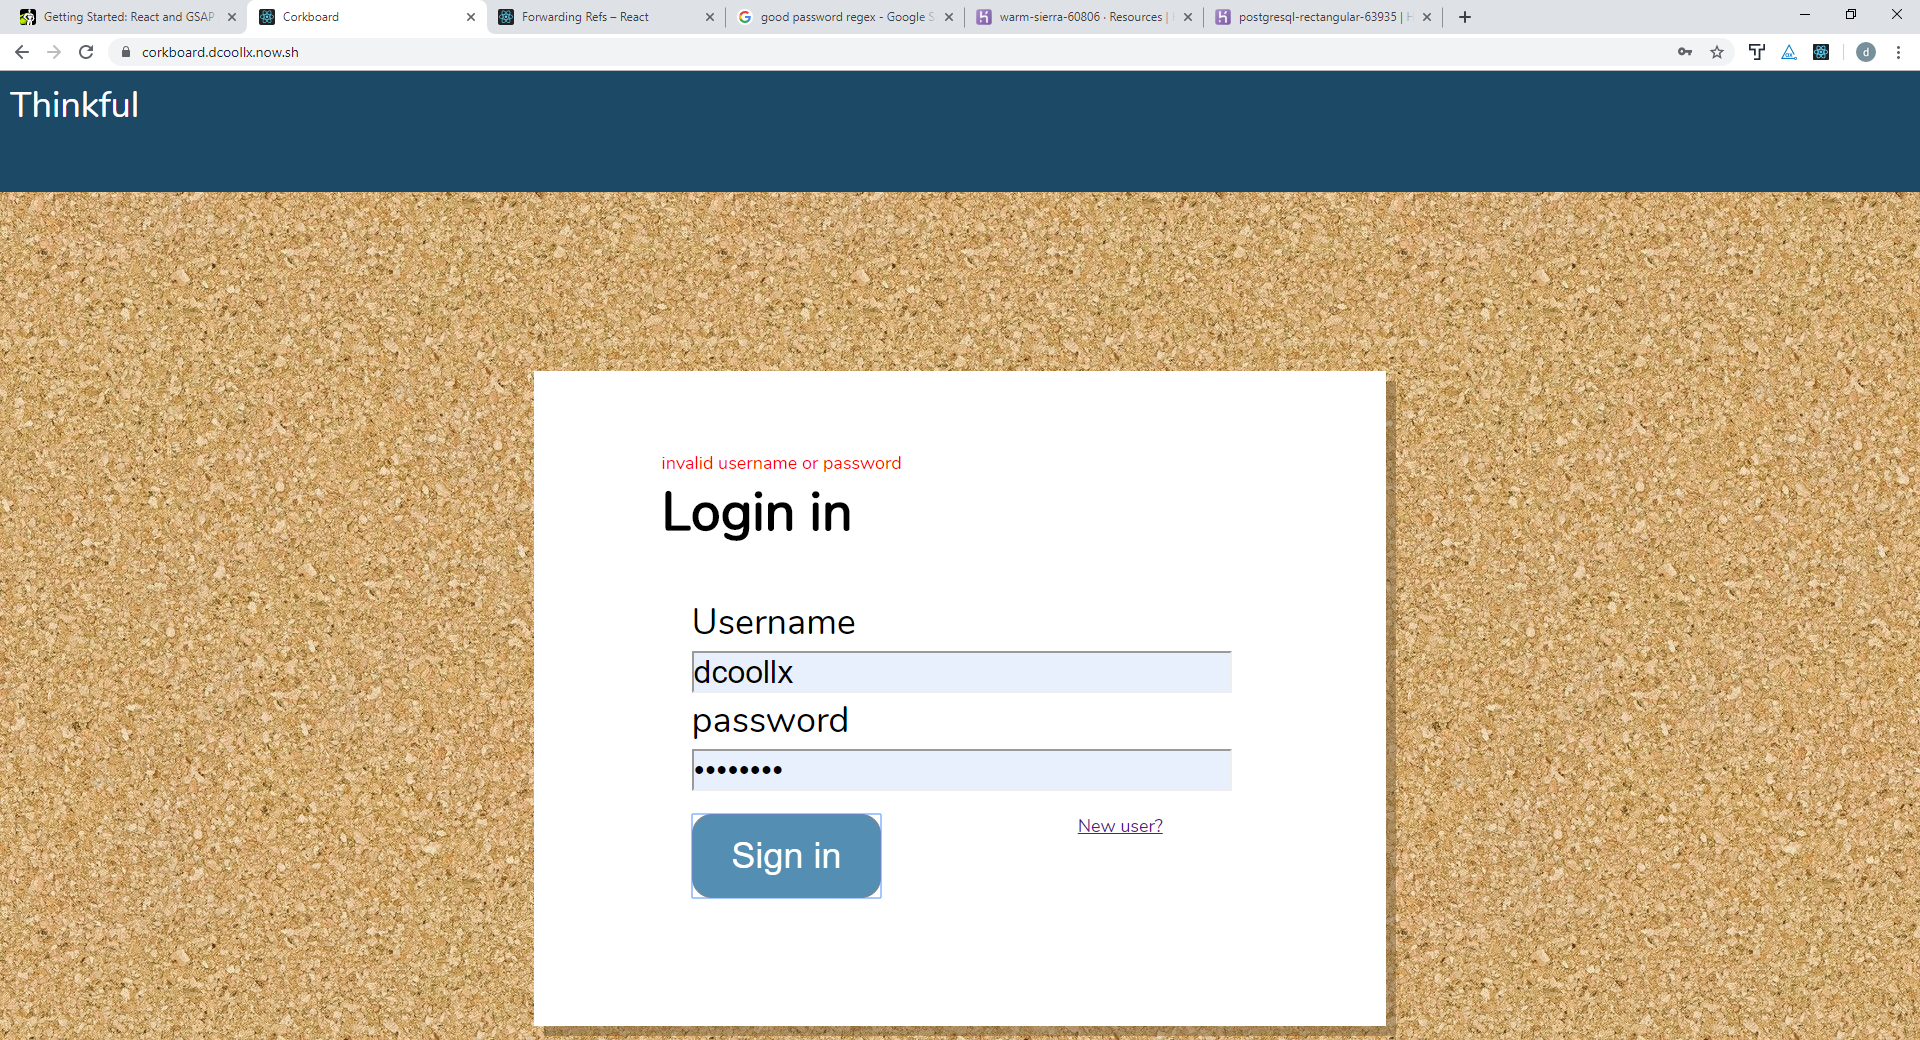 Getting Started: React and GSAP
Corkboard
Forwarding Refs – React
good password regex - Google S
warm-sierra-60806 · Resources |
postgresql-rectangular-63935 | H
corkboard.dcoollx.now.sh
d
Thinkful
invalid username or password
Login in
Username
dcoollx
password
••••••••
Sign in
New user?